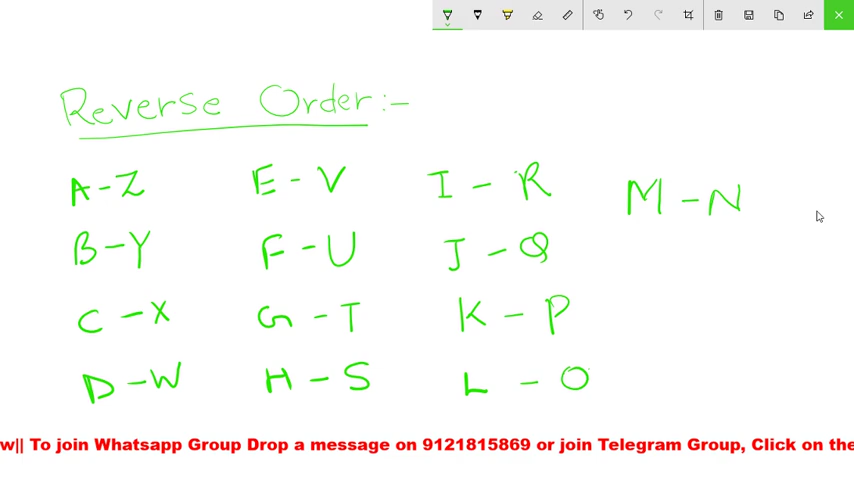 Reverse Order:-
A-Z E-V I-R M-N
B-Y F-U J-Q
C-X G-T K-P
D-W H-S L-O
w|| To join Whatsapp Group Drop a message on 9121815869 or join Telegram Group, Click on the